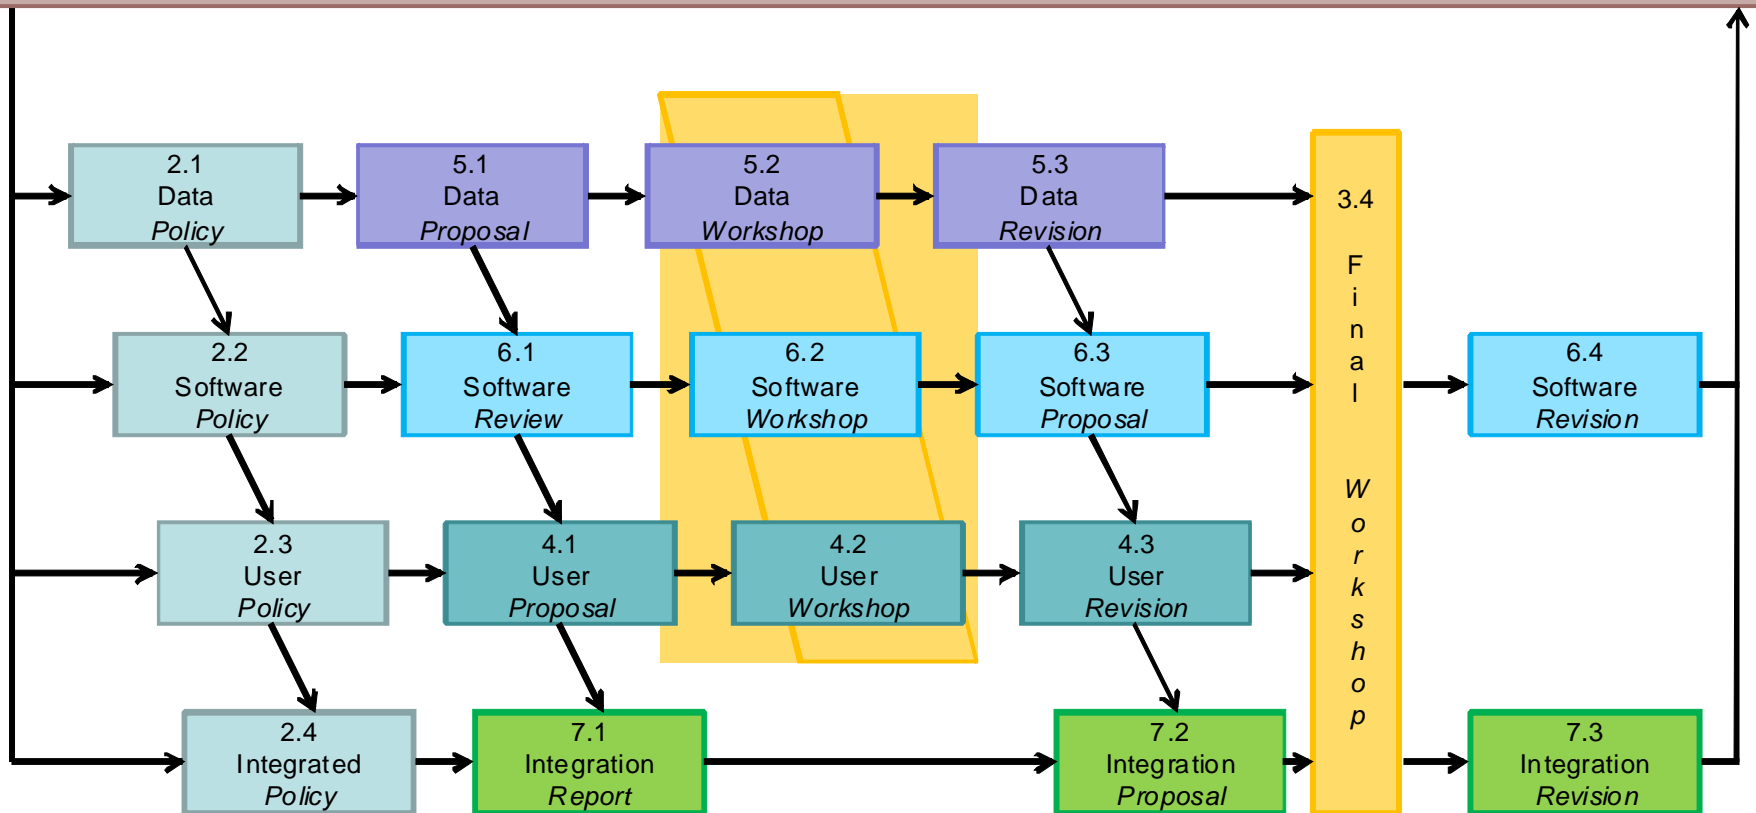 2.1
Data
Policy
5.1
Data
Proposal
5.2
Data
Workshop
5.3
Data
Revision
3.4
F
i
n
a
l
W
o
r
k
s
h
o
p
2.2
Software
Policy
6.1
Software
Review
6.2
Software
Workshop
6.3
Software
Proposal
6.4
Software
Revision
2.3
User
Policy
4.1
User
Proposal
4.2
User
Workshop
4.3
User
Revision
2.4
Integrated
Policy
7.1
Integration
Report
7.2
Integration
Proposal
7.3
Integration
Revision